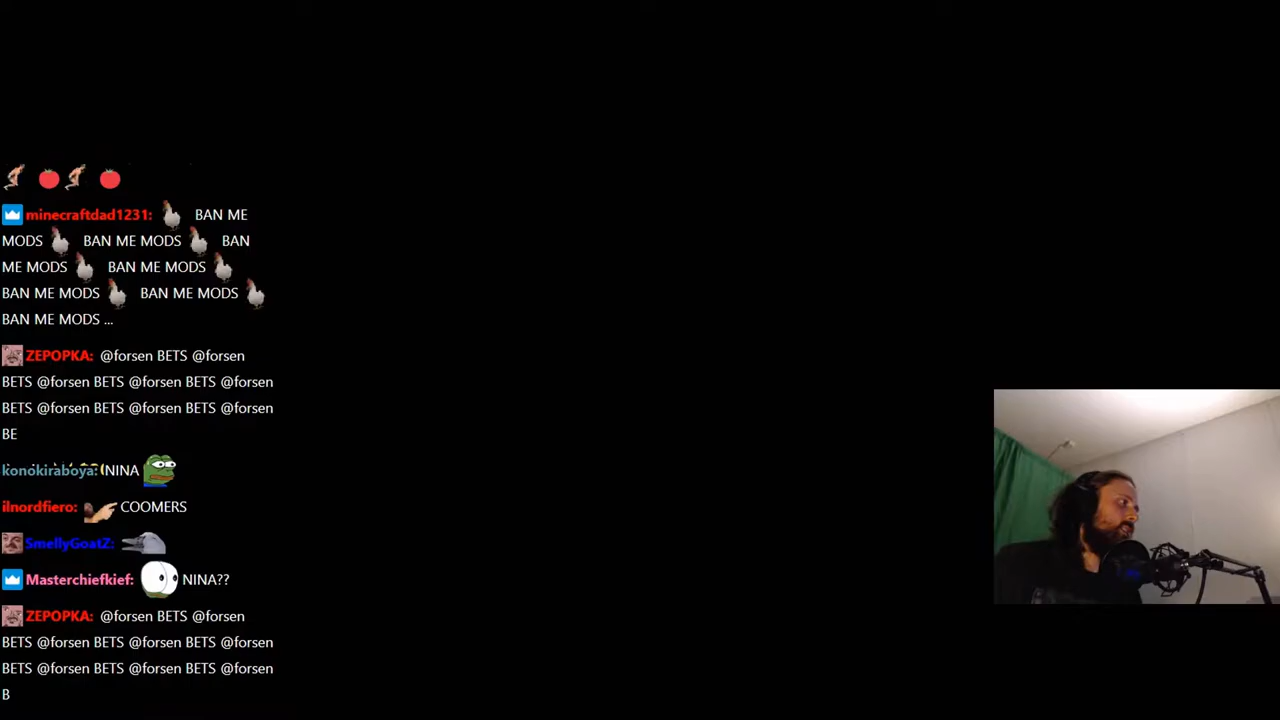 minecraftdad1231: BAN ME
MODS BAN ME MODS BAN
ME MODS BAN ME MODS
BAN ME MODS BAN ME MODS
BAN ME MODS ...
ZEPOPKA: @forsen BETS @forsen
BETS @forsen BETS @forsen BETS @forsen
BETS @forsen BETS @forsen BETS @forsen
BE
konokiraboya: NINA
ilnordfiero: COOMERS
SmellyGoatZ:
Masterchiefkief: NINA??
ZEPOPKA: @forsen BETS @forsen
BETS @forsen BETS @forsen BETS @forsen
BETS @forsen BETS @forsen BETS @forsen
B